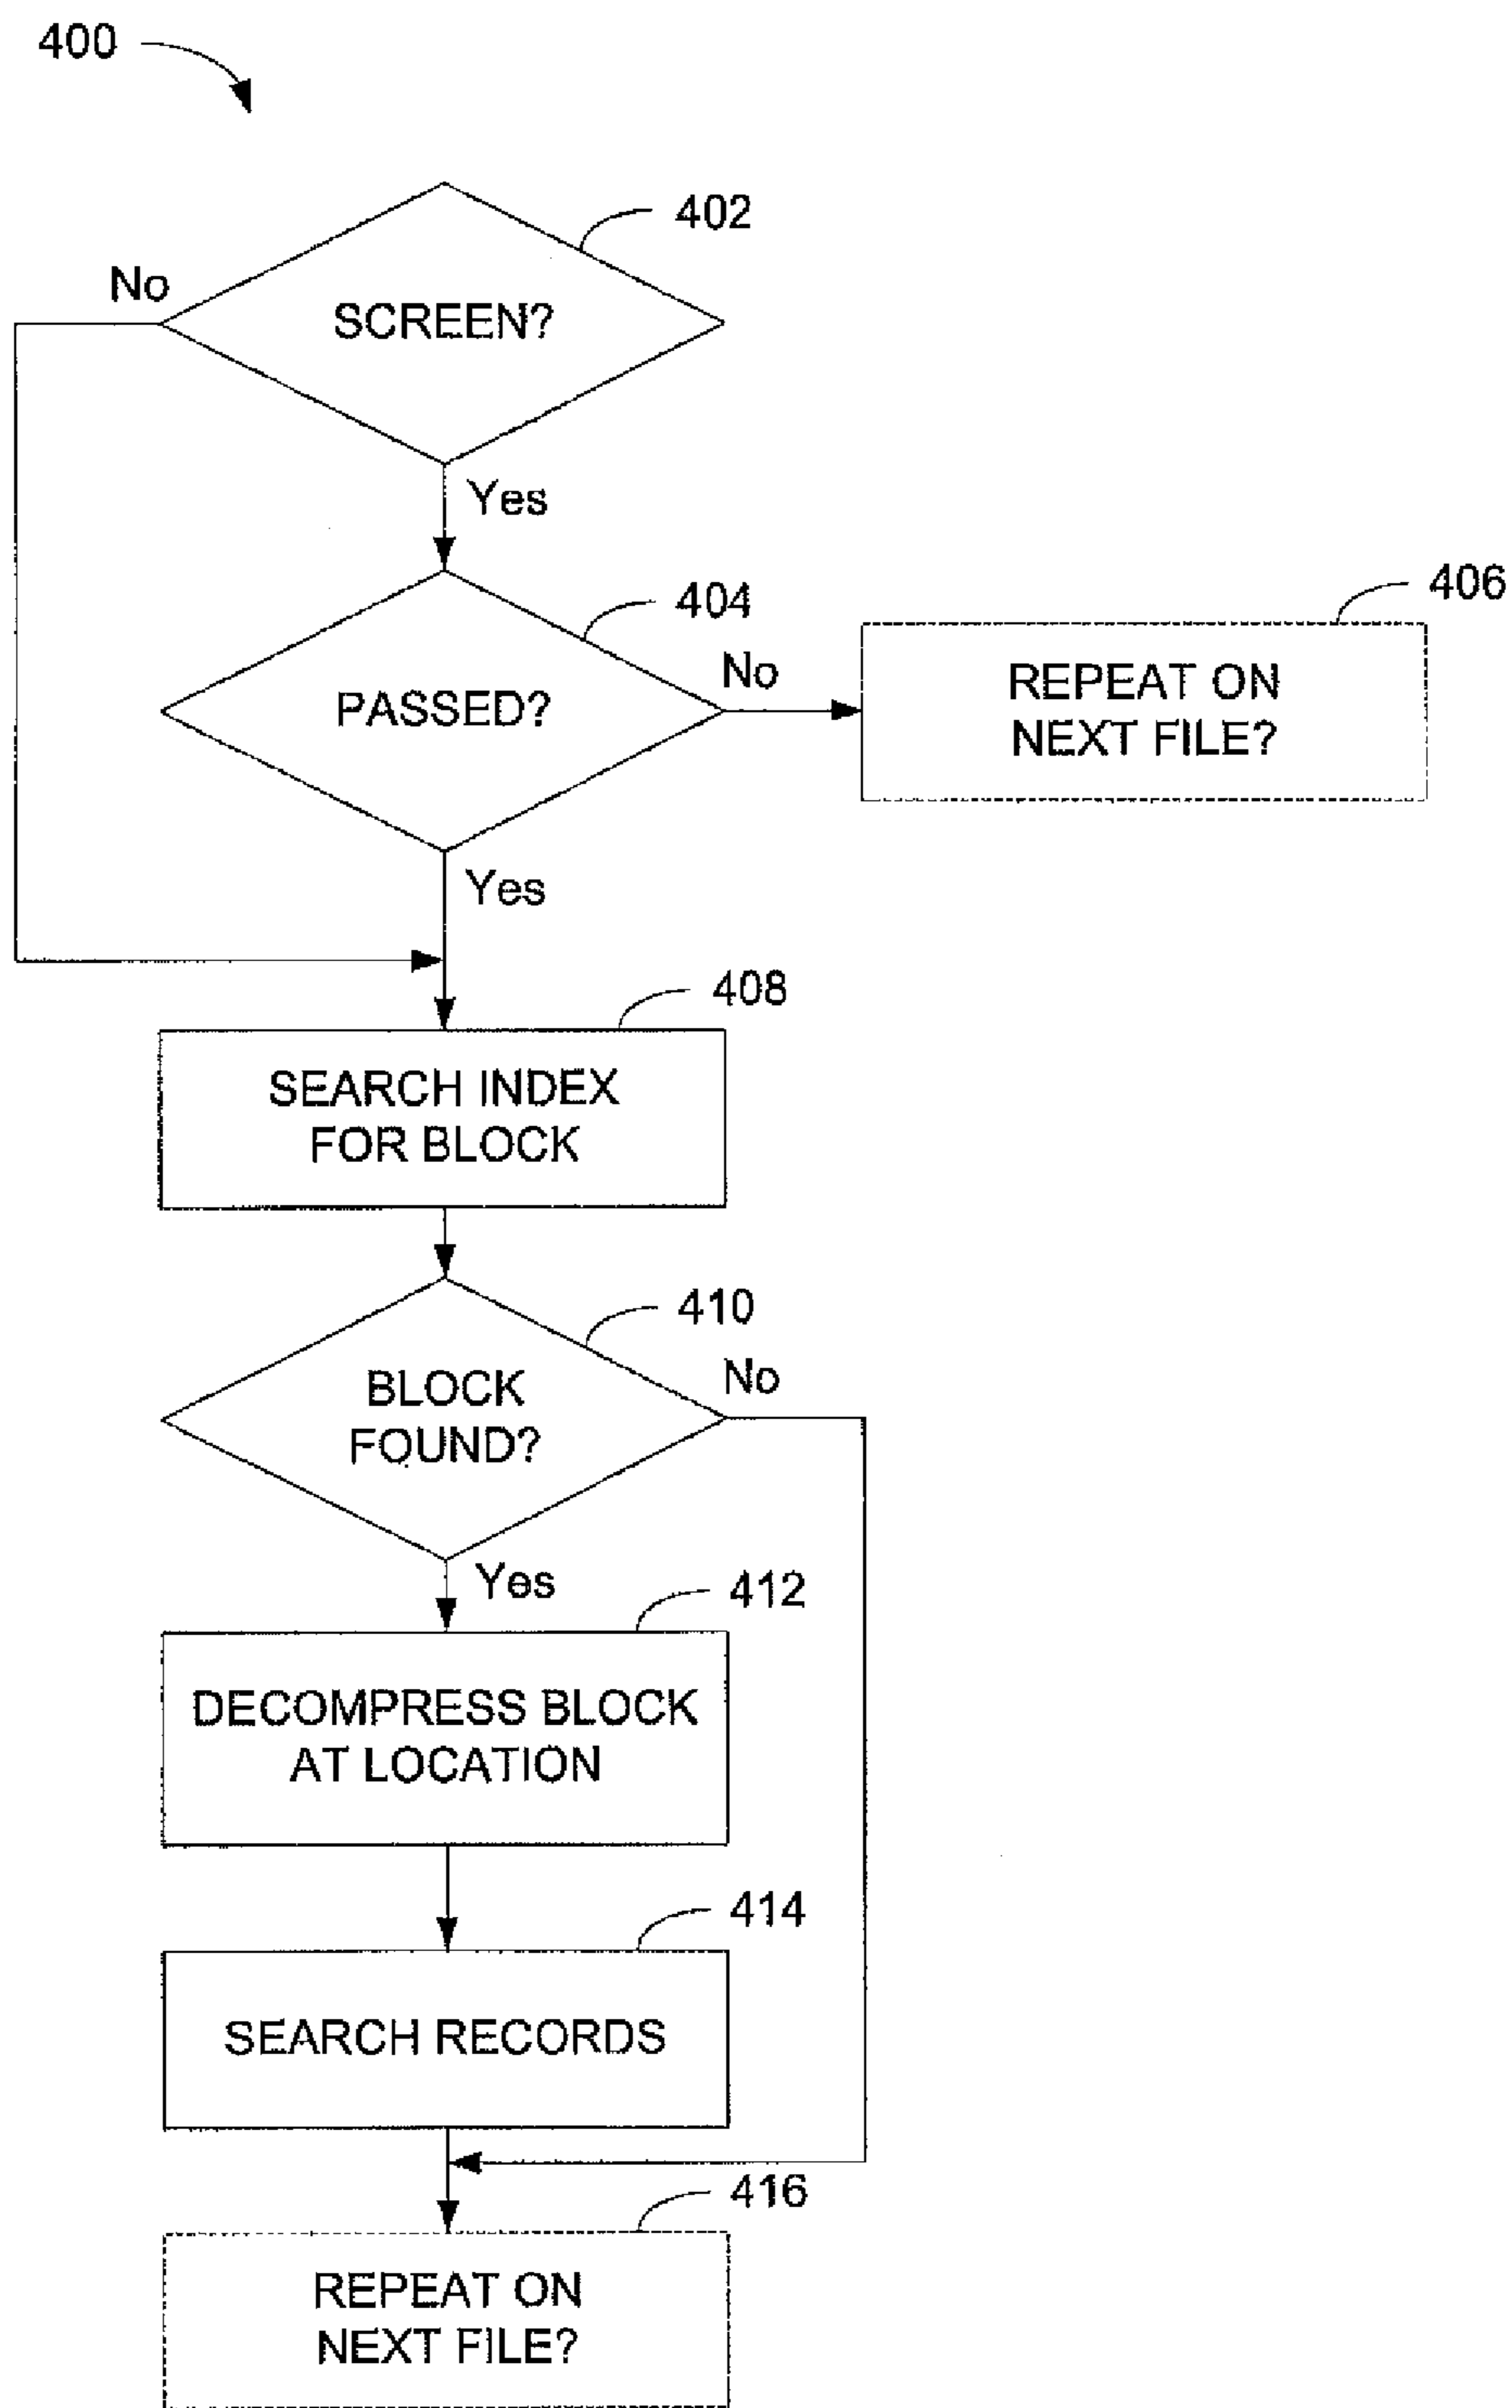 400
402
No
SCREEN?
Yes
404
406
No
PASSED?
REPEAT ON
NEXT FILE?
Yes
408
SEARCH INDEX
FOR BLOCK
410
No
BLOCK
FOUND?
Yes
412
DECOMPRESS BLOCK
AT LOCATION
414
SEARCH RECORDS
416
REPEAT ON
NEXT FILE?